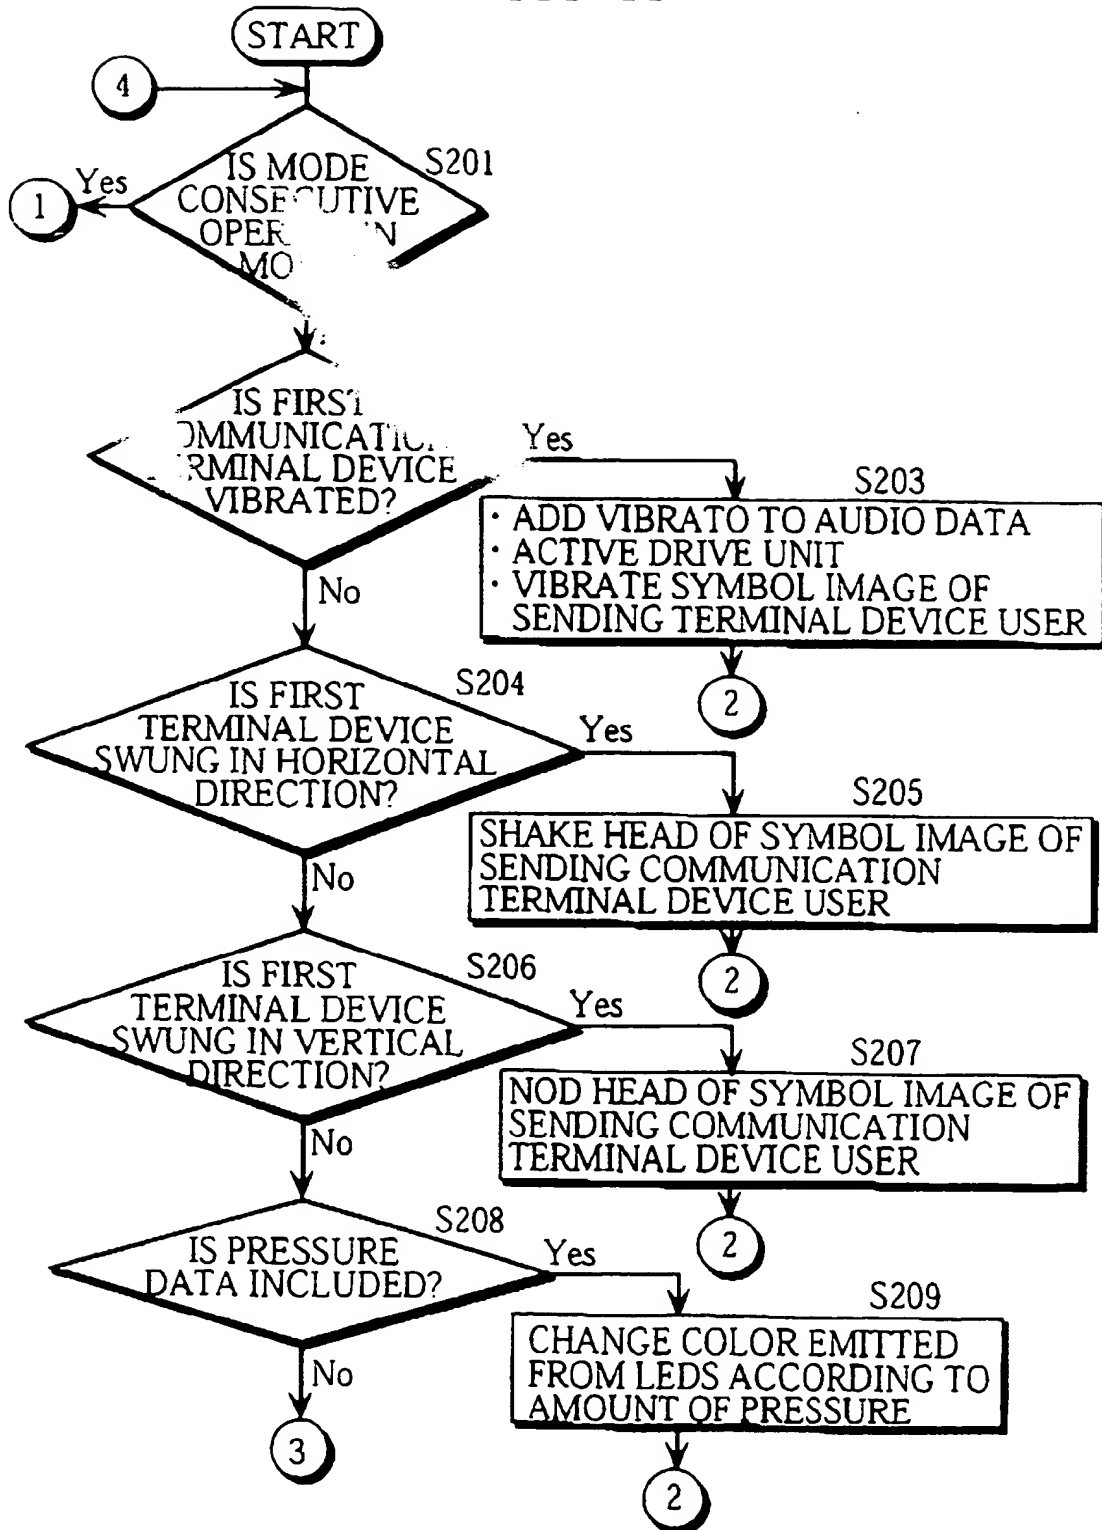 START
4
S201
IS MODE
CONSECUTIVE
Yes
1
IS FIRST
VIBRATED?
DEVICE
Yes
S203
· ADD VIBRATO TO AUDIO DATA
· ACTIVE DRIVE UNIT
· VIBRATE SYMBOL IMAGE OF
SENDING TERMINAL DEVICE USER
No
2
S204
IS FIRST
TERMINAL DEVICE
SWUNG IN HORIZONTAL
DIRECTION?
Yes
S205
SHAKE HEAD OF SYMBOL IMAGE OF
SENDING COMMUNICATION
TERMINAL DEVICE USER
No
2
S206
IS FIRST
TERMINAL DEVICE
SWUNG IN VERTICAL
DIRECTION?
Yes
S207
NOD HEAD OF SYMBOL IMAGE OF
SENDING COMMUNICATION
TERMINAL DEVICE USER
No
2
S208
IS PRESSURE
DATA INCLUDED?
Yes
S209
CHANGE COLOR EMITTED
FROM LEDS ACCORDING TO
AMOUNT OF PRESSURE
No
3
2